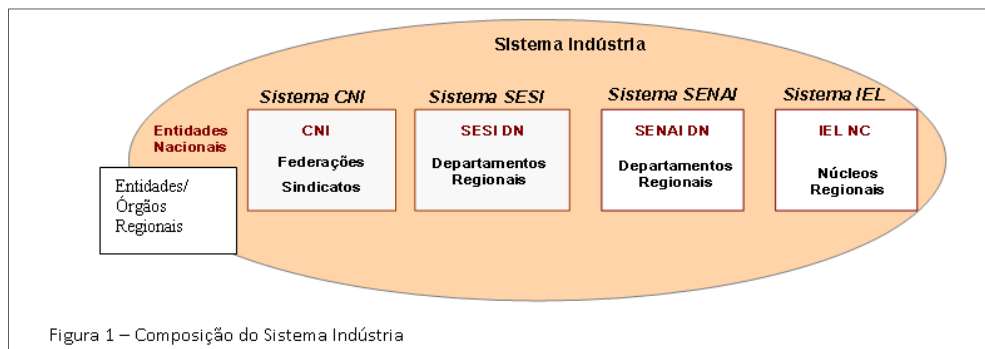 Sistema Indústria
Sistema CNI
Sistema SESI
Sistema SENAI
Sistema IEL
Entidades
Nacionais
CNI
SESI DN
SENAI DN
IEL NC
Federações
Sindicatos
Departamentos
Regionais
Departamentos
Regionais
Núcleos
Regionais
Entidades/
Órgãos
Regionais
Figura 1 – Composição do Sistema Indústria